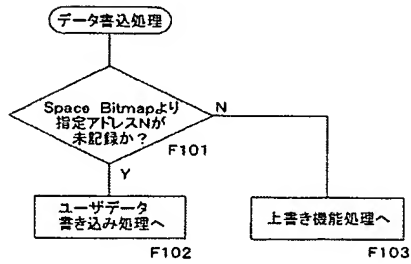 データ書込処理
Space Bitmapより
指定アドレスNが
未記録か？
N
F101
Y
ユーザデータ
書き込み処理へ
F102
上書き機能処理へ
F103